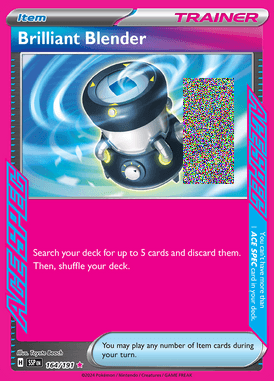 Item
TRAINER
Brilliant Blender
ACE SPEC
ACE SPEC
You can't have more than 1 ACE SPEC card in your deck.
Search your deck for up to 5 cards and discard them.
Then, shuffle your deck.
Illus. Toyste Beach
H SSP EN 164/191
You may play any number of Item cards during
your turn.
©2024 Pokémon / Nintendo / Creatures / GAME FREAK